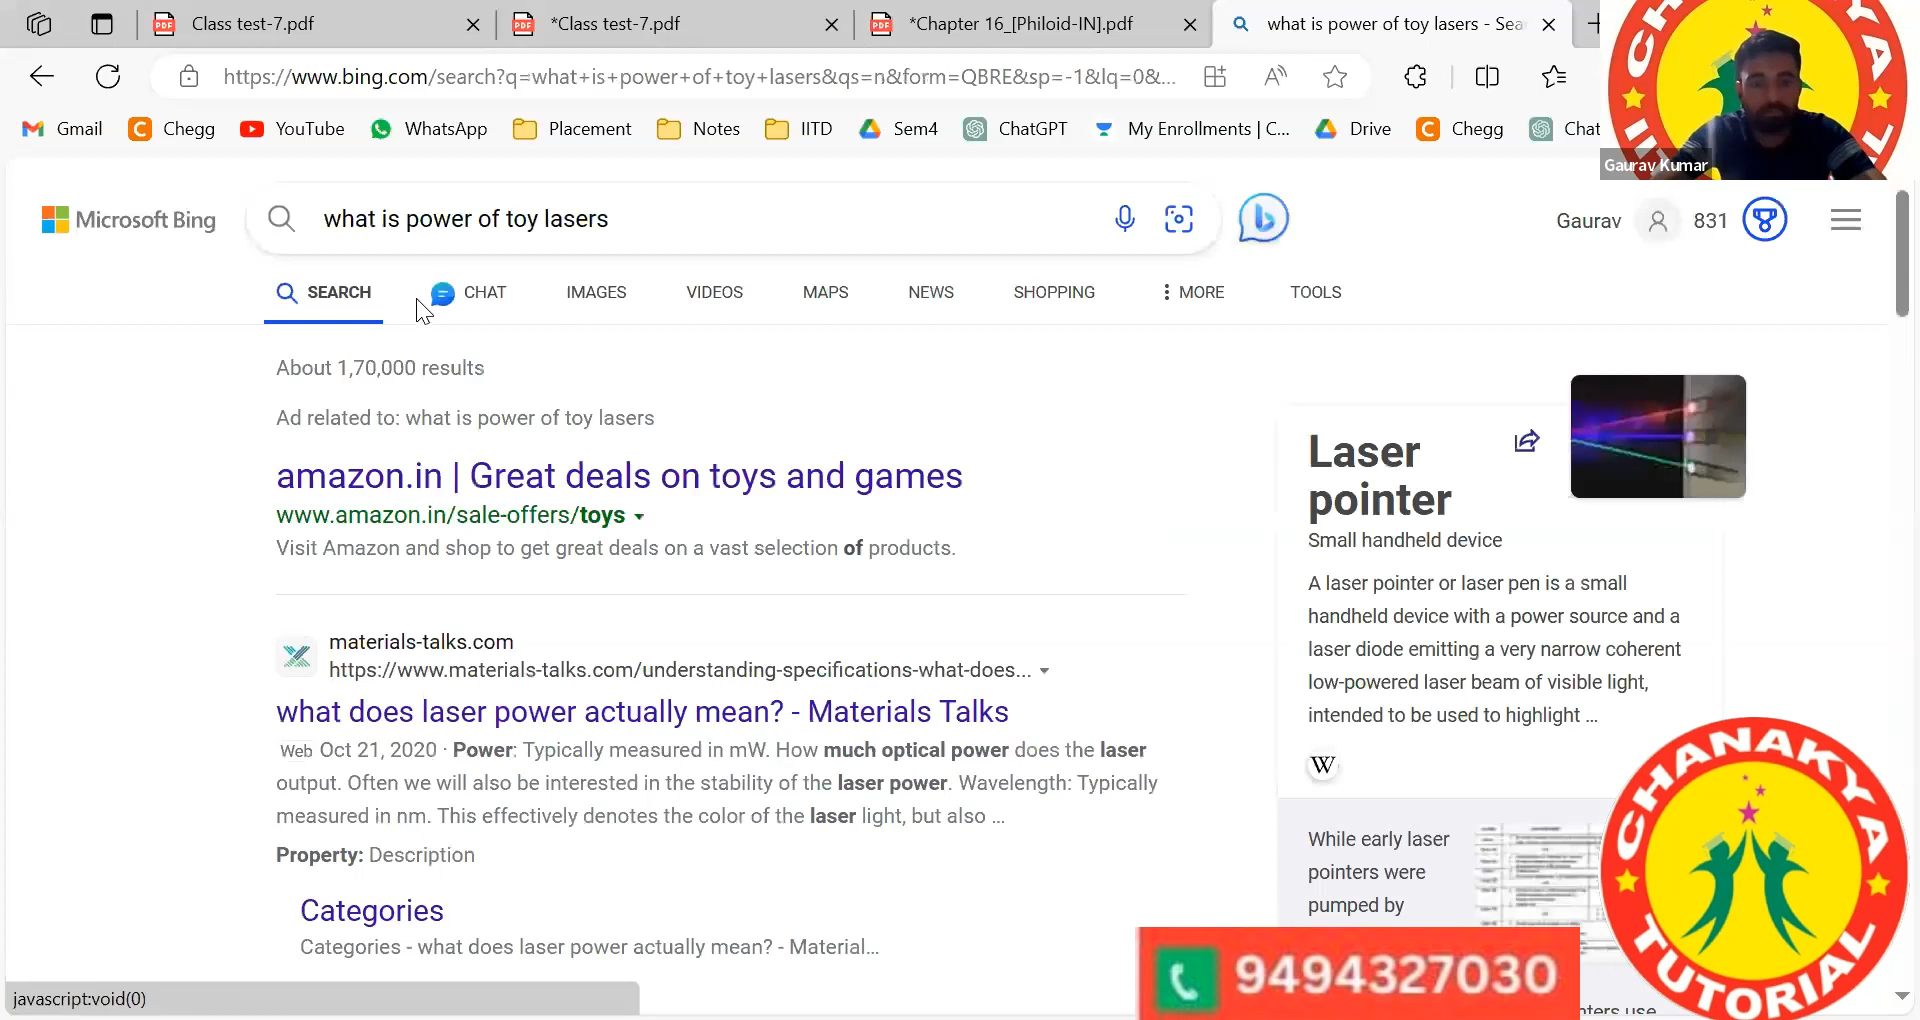 Class test-7.pdf
*Class test-7.pdf
*Chapter 16_[Philoid-IN].pdf
what is power of toy lasers - Sea
https://www.bing.com/search?q=what+is+power+of+toy+lasers&qs=n&form=QBRE&sp=-1&lq=0&...
Gmail
Chegg
YouTube
WhatsApp
Placement
Notes
IITD
Sem4
ChatGPT
My Enrollments | C...
Drive
Chegg
Chat
Gaurav Kumar
Microsoft Bing
what is power of toy lasers
Gaurav
831
SEARCH
CHAT
IMAGES
VIDEOS
MAPS
NEWS
SHOPPING
MORE
TOOLS
About 1,70,000 results
Ad related to: what is power of toy lasers
amazon.in | Great deals on toys and games
www.amazon.in/sale-offers/toys
Visit Amazon and shop to get great deals on a vast selection of products.
materials-talks.com
https://www.materials-talks.com/understanding-specifications-what-does...
what does laser power actually mean? - Materials Talks
Web Oct 21, 2020 · Power: Typically measured in mW. How much optical power does the laser
output. Often we will also be interested in the stability of the laser power. Wavelength: Typically
measured in nm. This effectively denotes the color of the laser light, but also ...
Property: Description
Categories
Categories - what does laser power actually mean? - Material...
Laser
pointer
Small handheld device
A laser pointer or laser pen is a small
handheld device with a power source and a
laser diode emitting a very narrow coherent
low-powered laser beam of visible light,
intended to be used to highlight ...
W
While early laser
pointers were
pumped by
CHANAKYA
TUTORIAL
9494327030
javascript:void(0)